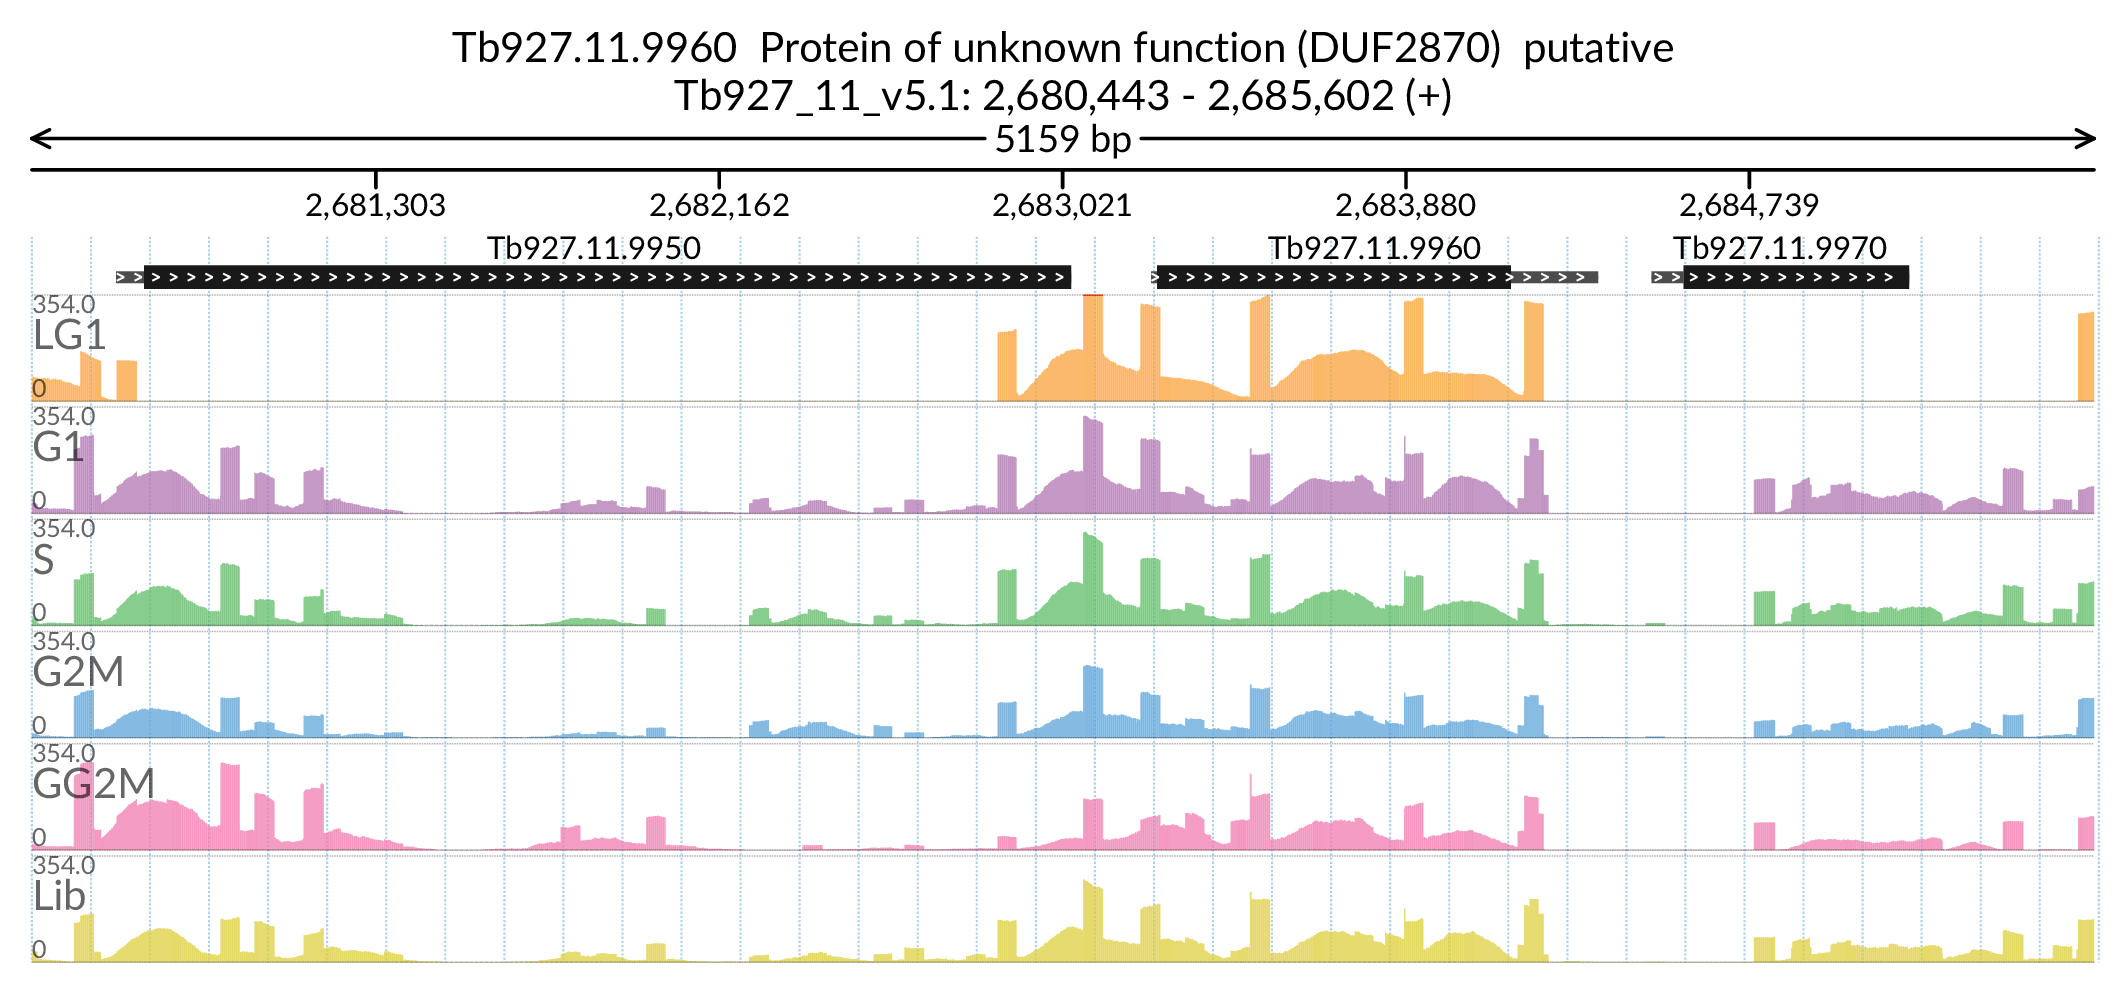 Tb927.11.9960  Protein of unknown function (DUF2870)  putative
Tb927_11_v5.1: 2,680,443 - 2,685,602 (+)
5159 bp
2,681,303 2,682,162 2,683,021 2,683,880 2,684,739
Tb927.11.9950 Tb927.11.9960 Tb927.11.9970
354.0
LG1
0
354.0
G1
0
354.0
S
0
354.0
G2M
0
354.0
GG2M
0
354.0
Lib
0